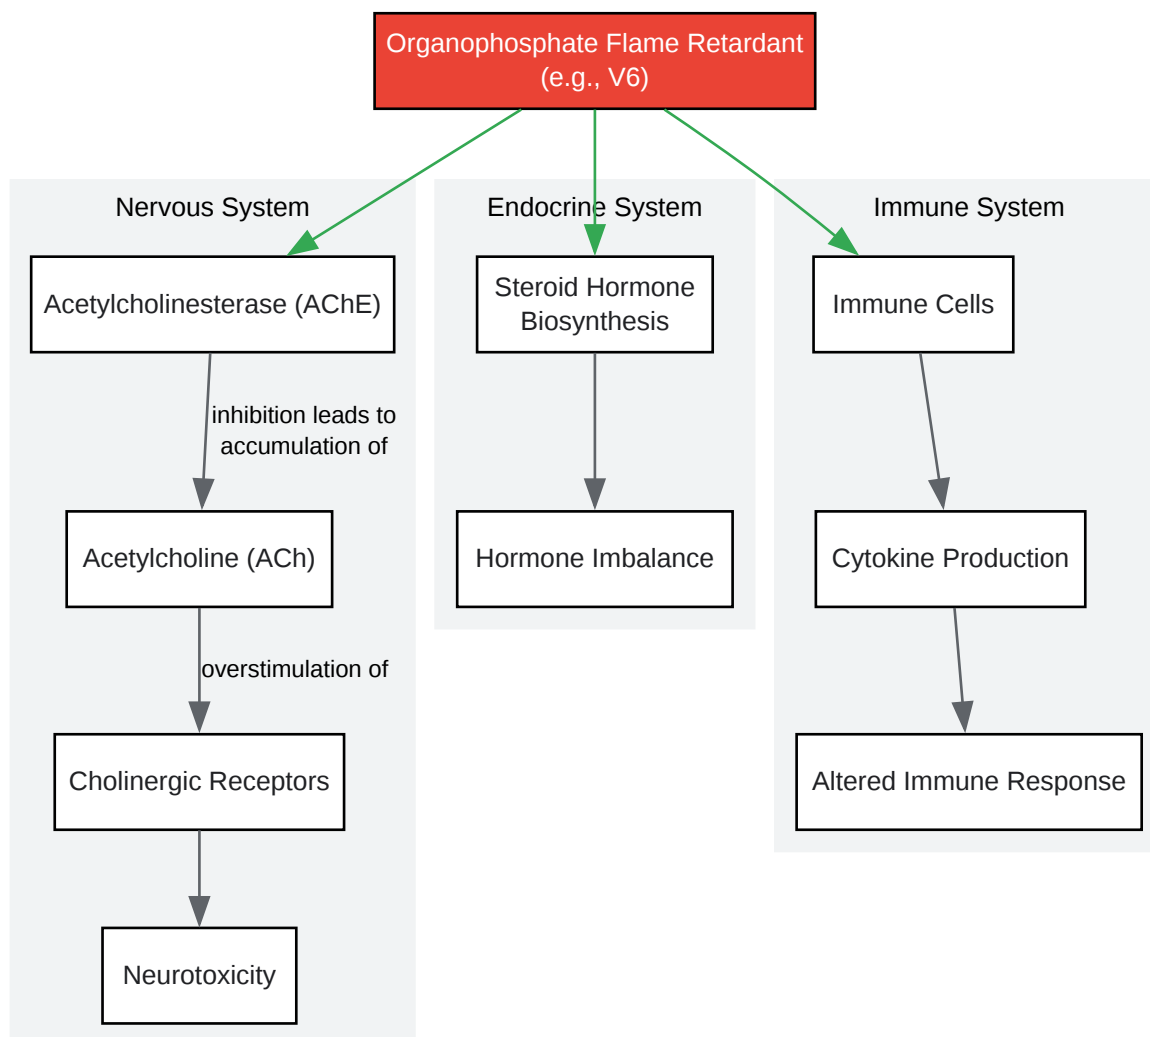 Organophosphate Flame Retardant
(e.g., V6)
Nervous System
Acetylcholinesterase (AChE)
inhibition leads to
accumulation of
Acetylcholine (ACh)
overstimulation of
Cholinergic Receptors
Neurotoxicity
Endocrine System
Steroid Hormone
Biosynthesis
Hormone Imbalance
Immune System
Immune Cells
Cytokine Production
Altered Immune Response